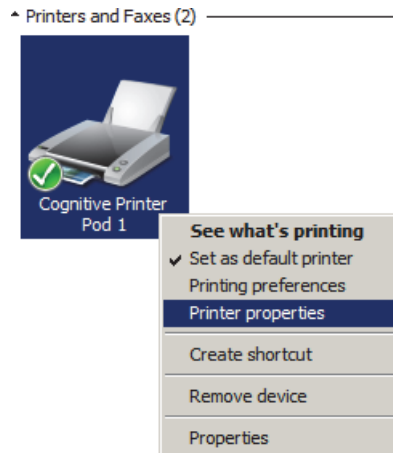 Printers and Faxes (2)
Cognitive Printer
Pod 1
See what's printing
Set as default printer
Printing preferences
Printer properties
Create shortcut
Remove device
Properties